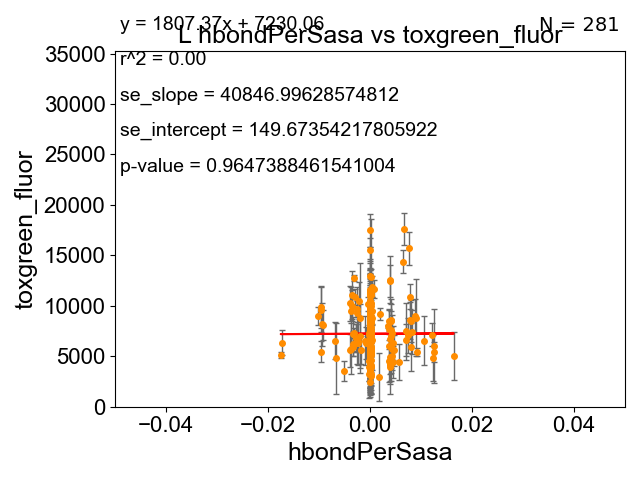 y = 1807.37x + 7230.06
N = 281
L hbondPerSasa vs toxgreen_fluor
r^2 = 0.00
se_slope = 40846.99628574812
se_intercept = 149.67354217805922
p-value = 0.9647388461541004
toxgreen_fluor
35000
30000
25000
20000
15000
10000
5000
0
−0.04
−0.02
0.00
0.02
0.04
hbondPerSasa